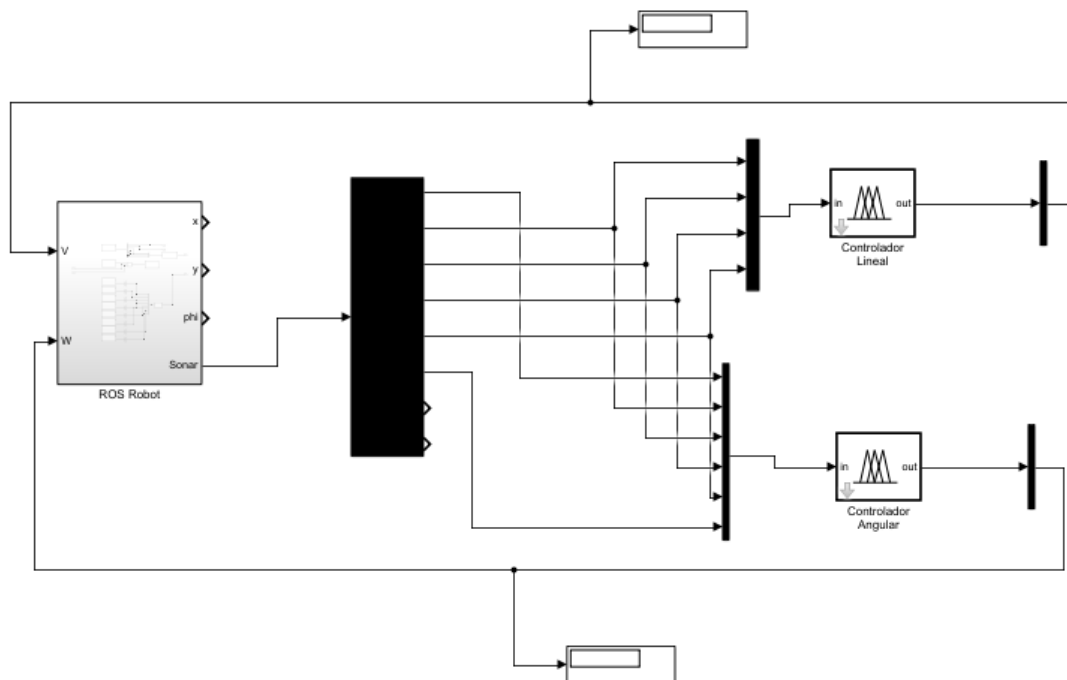 V
W
x
y
phi
Sonar
ROS Robot
in
out
Controlador
Lineal
in
out
Controlador
Angular